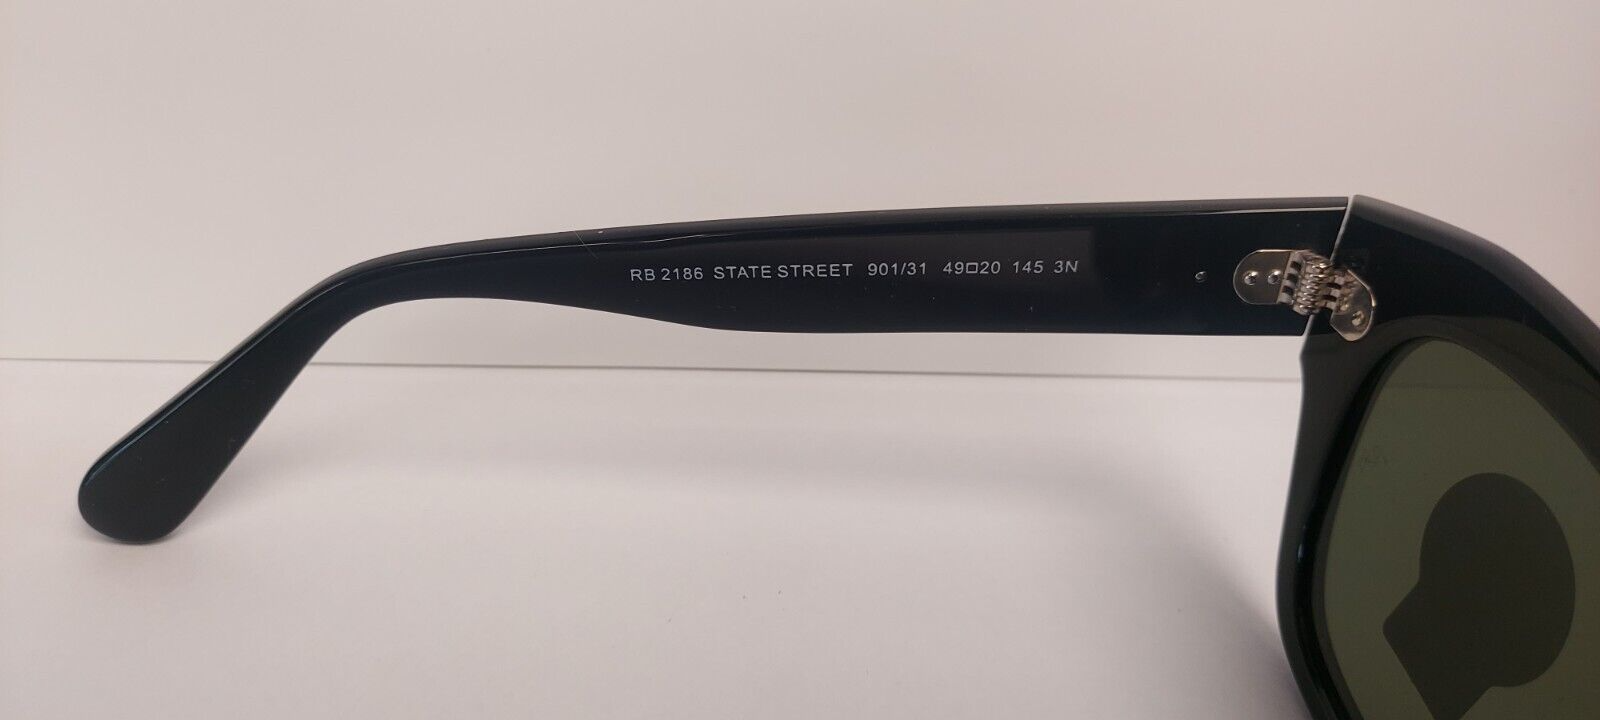 RB 2186 STATE STREET 901/31 49□20 145 3N